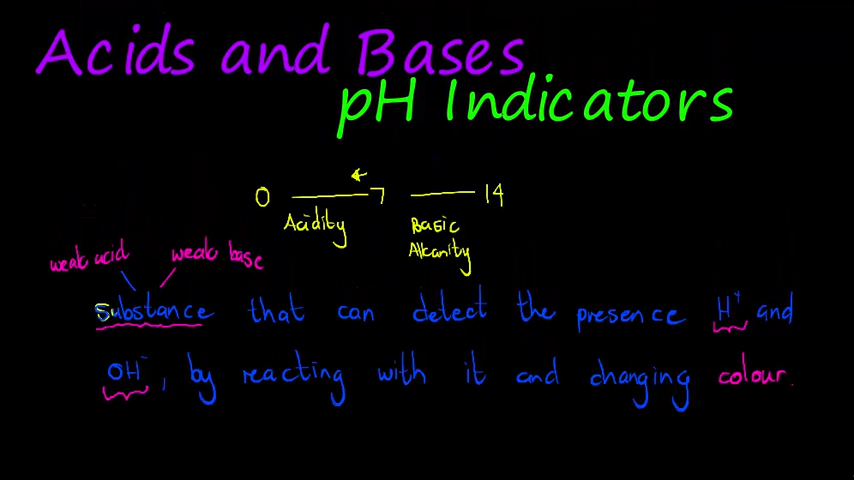 Acids and Bases
pH Indicators
0 7 14
Acidity Basic
Alkanity
weak acid weak base
substance that can detect the presence H⁺ and
OH⁻, by reacting with it and changing colour.